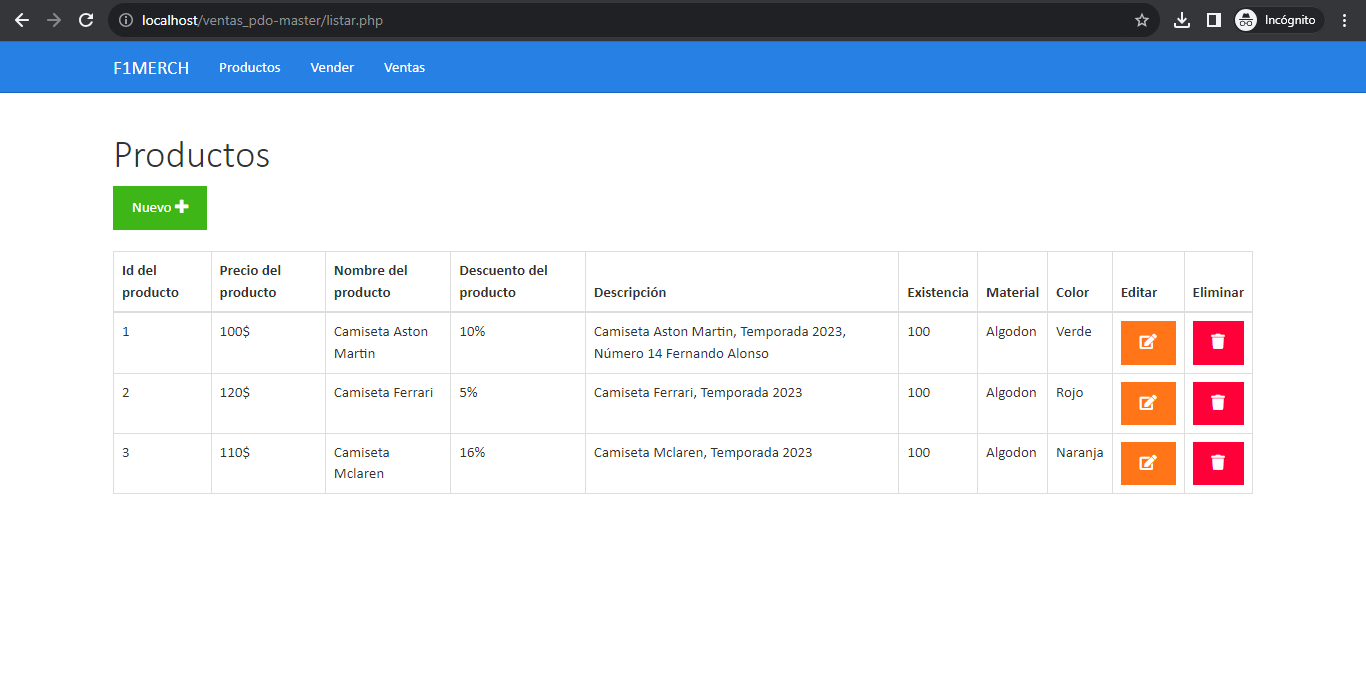 localhost/ventas_pdo-master/listar.php
Incógnito
F1MERCH Productos Vender Ventas
Productos
Nuevo
Id del producto Precio del producto Nombre del producto Descuento del producto Descripción Existencia Material Color Editar Eliminar
1 100$ Camiseta Aston Martin 10% Camiseta Aston Martin, Temporada 2023, Número 14 Fernando Alonso 100 Algodon Verde
2 120$ Camiseta Ferrari 5% Camiseta Ferrari, Temporada 2023 100 Algodon Rojo
3 110$ Camiseta Mclaren 16% Camiseta Mclaren, Temporada 2023 100 Algodon Naranja